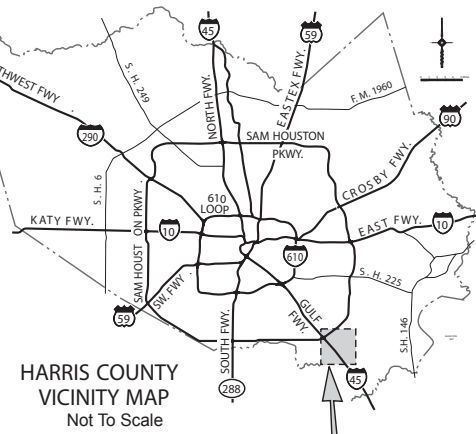 45
59
THWEST FWY
S. H. 249
NORTH FWY.
EASTEX FWY.
F. M. 1960
90
290
SAM HOUSTON
PKWY.
CROSBY FWY.
S. H. 6
610
LOOP
KATY FWY.
10
SAM HOUST ON PKWY.
EAST FWY.
10
610
S. H. 225
SW. FWY
59
GULF
FWY.
S.H. 146
SOUTH FWY.
288
45
HARRIS COUNTY
VICINITY MAP
Not To Scale